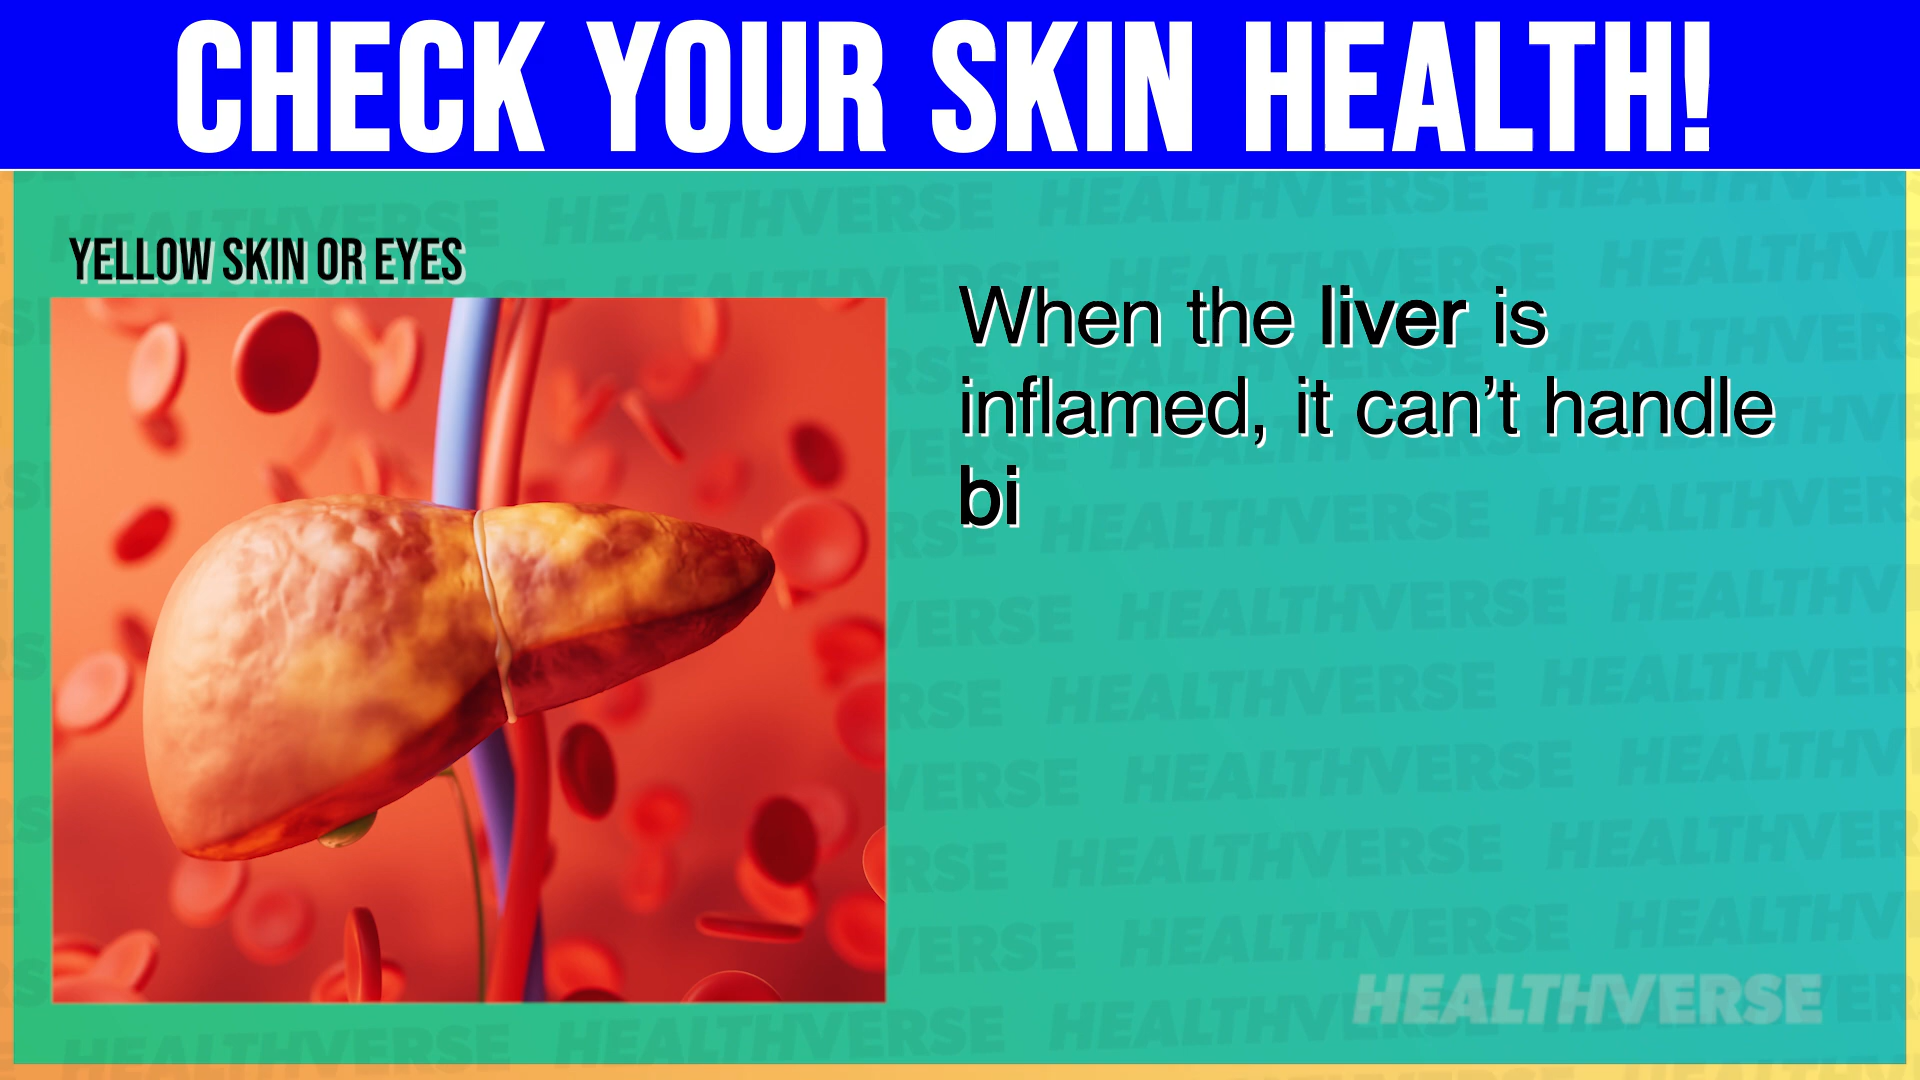 CHECK YOUR SKIN HEALTH!
YELLOW SKIN OR EYES
When the liver is
inflamed, it can’t handle
bi
HEALTHVERSE